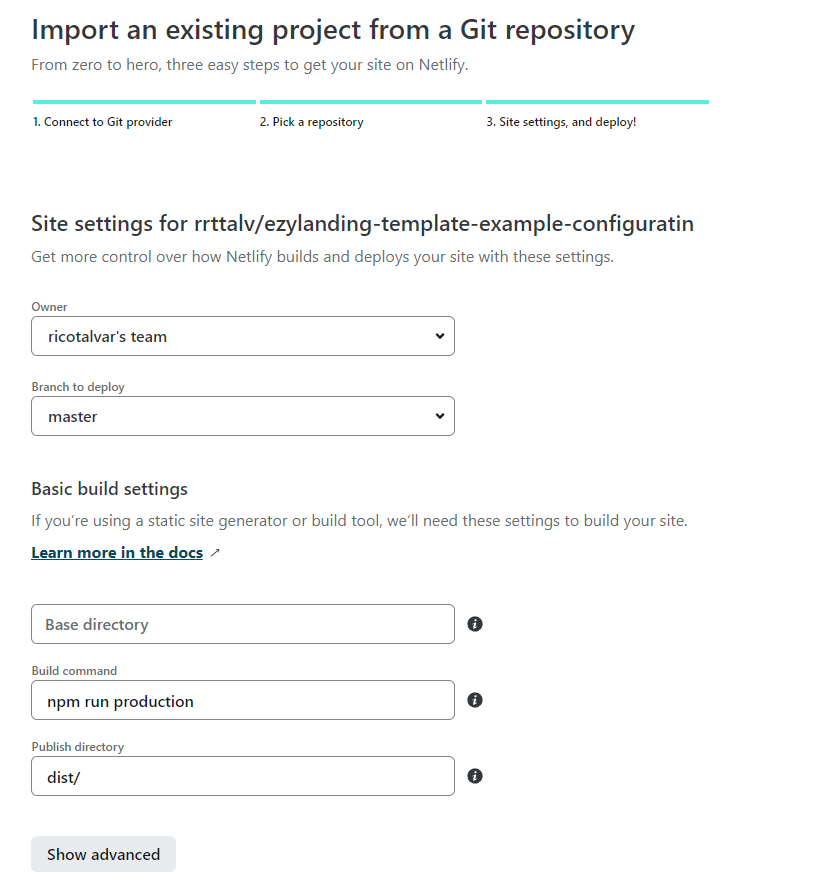 Import an existing project from a Git repository
From zero to hero, three easy steps to get your site on Netlify.
1. Connect to Git provider
2. Pick a repository
3. Site settings, and deploy!
Site settings for rrttalv/ezylanding-template-example-configuratin
Get more control over how Netlify builds and deploys your site with these settings.
Owner
ricotalvar's team
Branch to deploy
master
Basic build settings
If you’re using a static site generator or build tool, we’ll need these settings to build your site.
Learn more in the docs ↗
Base directory
Build command
npm run production
Publish directory
dist/
Show advanced